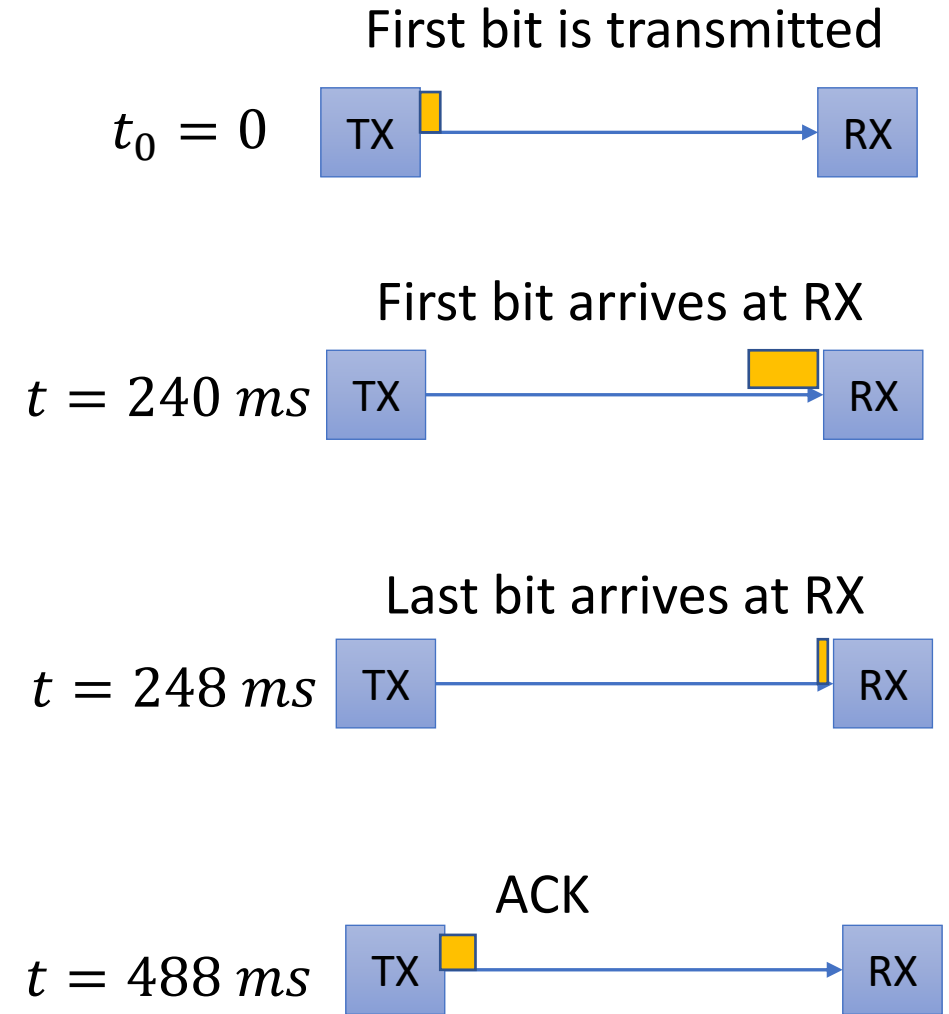 First bit is transmitted
t₀ = 0 TX RX
First bit arrives at RX
t = 240 ms TX RX
Last bit arrives at RX
t = 248 ms TX RX
ACK
t = 488 ms TX RX